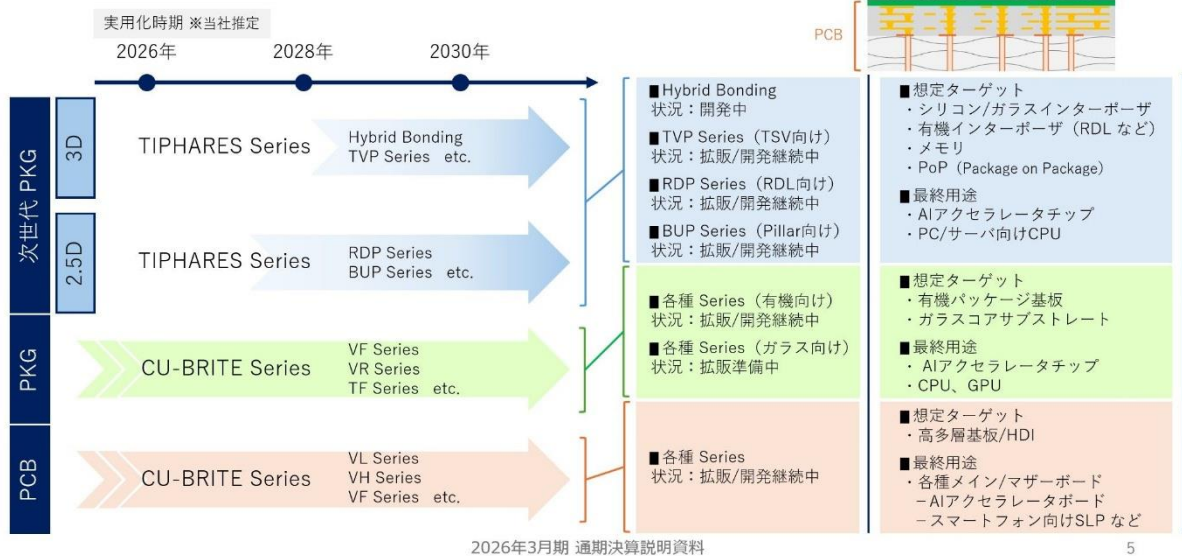 実用化時期 ※当社推定
2026年
2028年
2030年
PCB
次世代 PKG
3D
TIPHARES Series
Hybrid Bonding
TVP Series etc.
2.5D
TIPHARES Series
RDP Series
BUP Series etc.
■Hybrid Bonding
状況：開発中
■TVP Series（TSV向け）
状況：拡販/開発継続中
■RDP Series（RDL向け）
状況：拡販/開発継続中
■BUP Series（Pillar向け）
状況：拡販/開発継続中
■想定ターゲット
・シリコン/ガラスインターポーザ
・有機インターポーザ（RDL など）
・メモリ
・PoP（Package on Package）
■最終用途
・AIアクセラレータチップ
・PC/サーバ向けCPU
PKG
CU-BRITE Series
VF Series
VR Series
TF Series etc.
■各種 Series（有機向け）
状況：拡販/開発継続中
■各種 Series（ガラス向け）
状況：拡販準備中
■想定ターゲット
・有機パッケージ基板
・ガラスコアサブストレート
■最終用途
・AIアクセラレータチップ
・CPU、GPU
PCB
CU-BRITE Series
VL Series
VH Series
VF Series etc.
■各種 Series
状況：拡販/開発継続中
■想定ターゲット
・高多層基板/HDI
■最終用途
・各種メイン/マザーボード
－AIアクセラレータボード
－スマートフォン向けSLP など
2026年3月期 通期決算説明資料
5